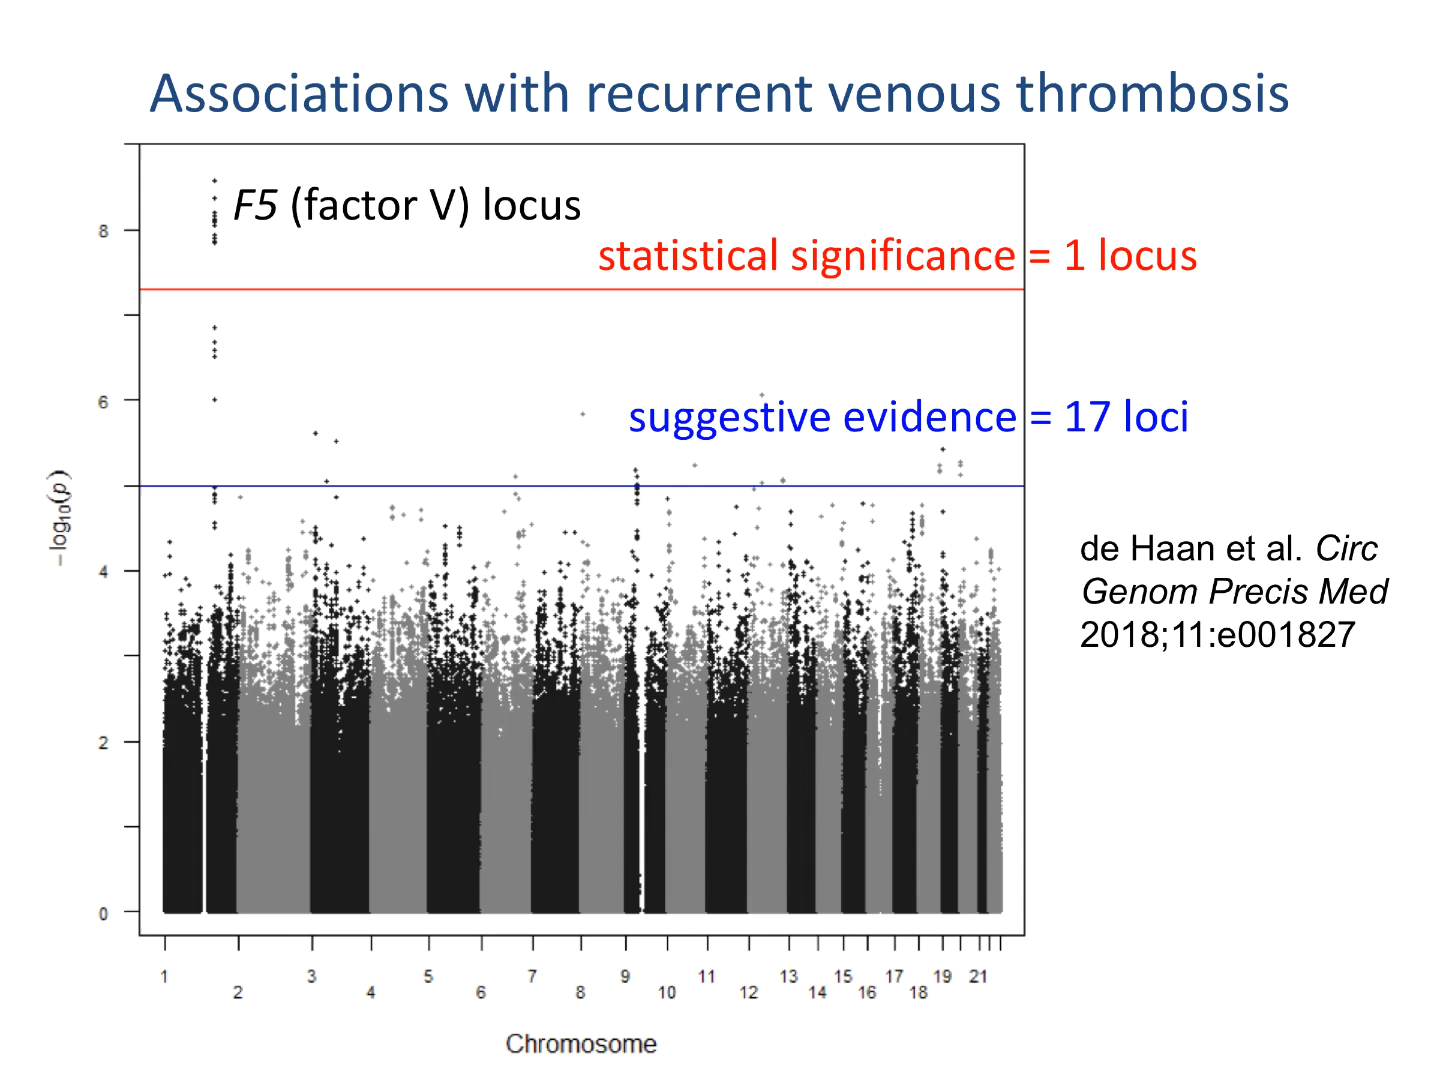 Associations with recurrent venous thrombosis
F5 (factor V) locus
statistical significance = 1 locus
suggestive evidence = 17 loci
de Haan et al. Circ
Genom Precis Med
2018;11:e001827
−log10(p)
8
6
4
2
0
1 3 5 7 9 11 13 15 17 19 21
2 4 6 8 10 12 14 16 18
Chromosome